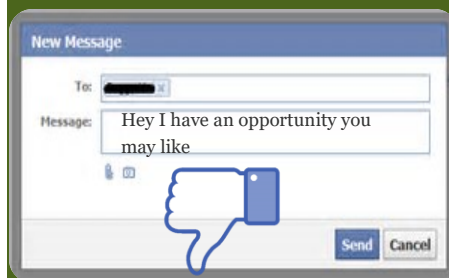 New Message
To:
Message:
Hey I have an opportunity you
may like
Send Cancel